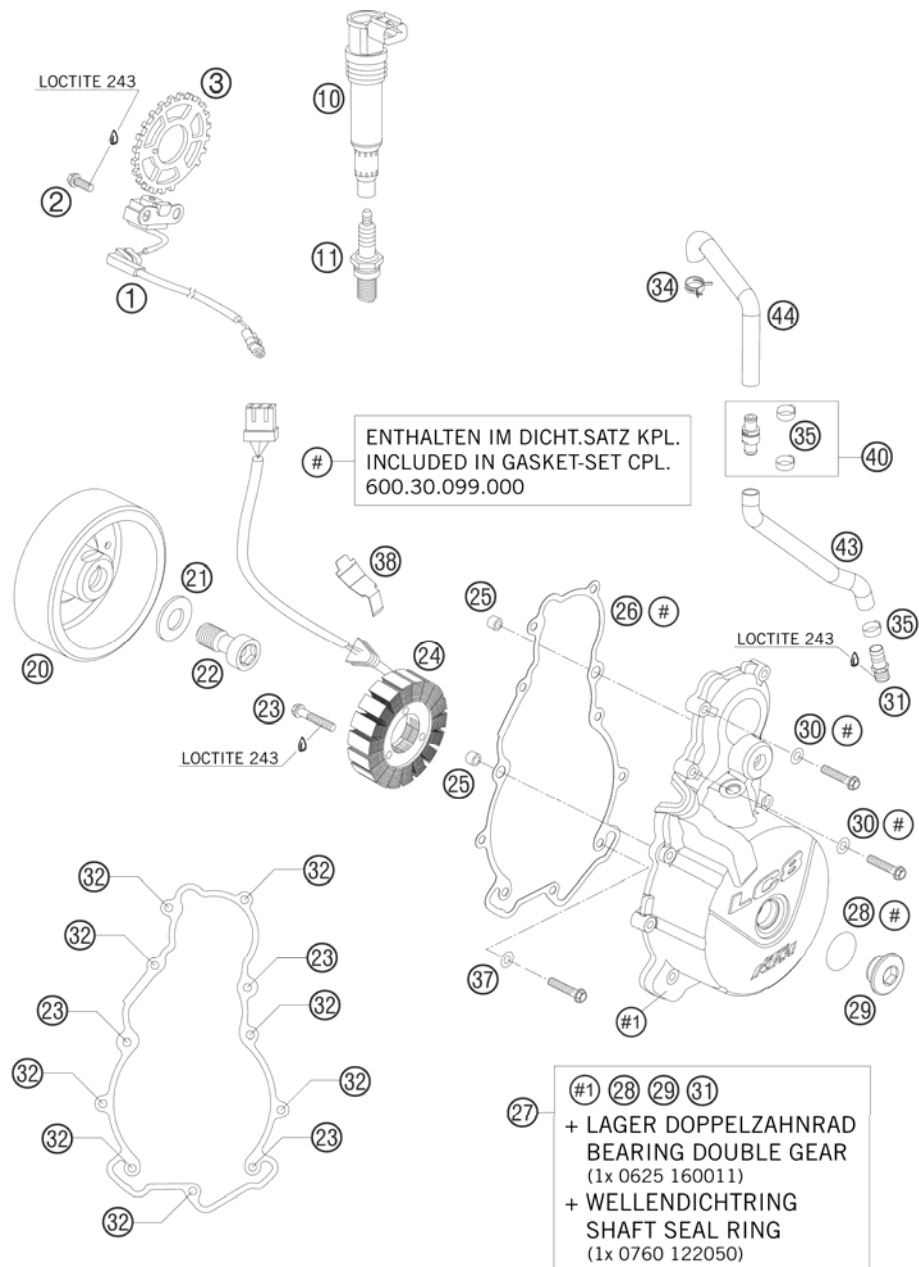 LOCTITE 243
3
10
2
11
1
34
44
35
40
#
ENTHALTEN IM DICHT.SATZ KPL.
INCLUDED IN GASKET-SET CPL.
600.30.099.000
43
38
21
25
26 #
35
LOCTITE 243
31
20
22
24
23
30 #
LOCTITE 243
25
30 #
32
32
LC8
28 #
32
23
37
KTM
23
32
#1
29
32
32
27
#1 28 29 31
+ LAGER DOPPELZAHNRAD
BEARING DOUBLE GEAR
(1x 0625 160011)
+ WELLENDICHTRING
SHAFT SEAL RING
(1x 0760 122050)
32
23
32